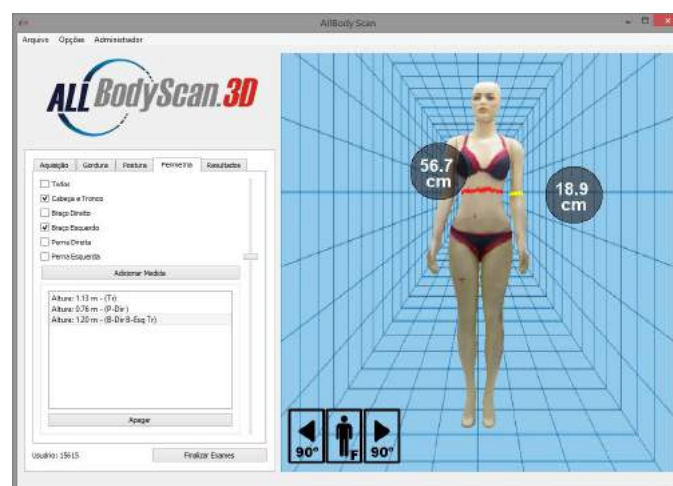 AllBody Scan
Arquivo Opções Administrador
ALL BodyScan.3D
Aquisição Gordura Postura Perimetria Resultados
Todas
Cabeça e Tronco
Braço Direito
Braço Esquerdo
Perna Direita
Perna Esquerda
Adicionar Medida
Altura: 1.13 m - (Tr)
Altura: 0.76 m - (P-Dir )
Altura: 1.20 m - (B-Dir B-Esq Tr)
Apagar
Usuário: 15615
Finalizar Exames
56.7
cm
18.9
cm
90°
F
90°